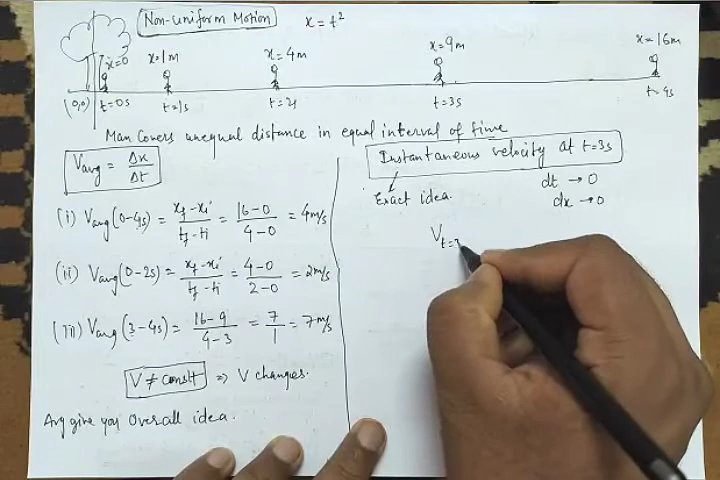 Non-uniform Motion x = t²
x=0 x=1m x=4m x=9m x=16m
(0,0) t=0s t=1s t=2s t=3s t=4s
Man Covers unequal distance in equal interval of time
Vavg = Δx/Δt
(i) Vavg(0-4s) = xf-xi/tf-ti = 16-0/4-0 = 4m/s
(ii) Vavg(0-2s) = xf-xi/tf-ti = 4-0/2-0 = 2m/s
(III) Vavg(3-4s) = 16-9/4-3 = 7/1 = 7m/s
V ≠ constt ⇒ V changes.
Avg give you overall idea.
Instantaneous velocity at t=3s
Exact idea.
dt → 0
dx → 0
Vt=